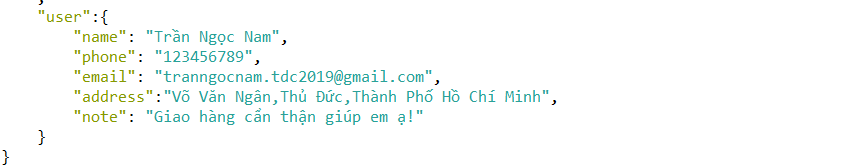 "user":{
"name": "Trần Ngọc Nam",
"phone": "123456789",
"email": "tranngocnam.tdc2019@gmail.com",
"address":"Võ Văn Ngân,Thủ Đức,Thành Phố Hồ Chí Minh",
"note": "Giao hàng cẩn thận giúp em ạ!"
}
}